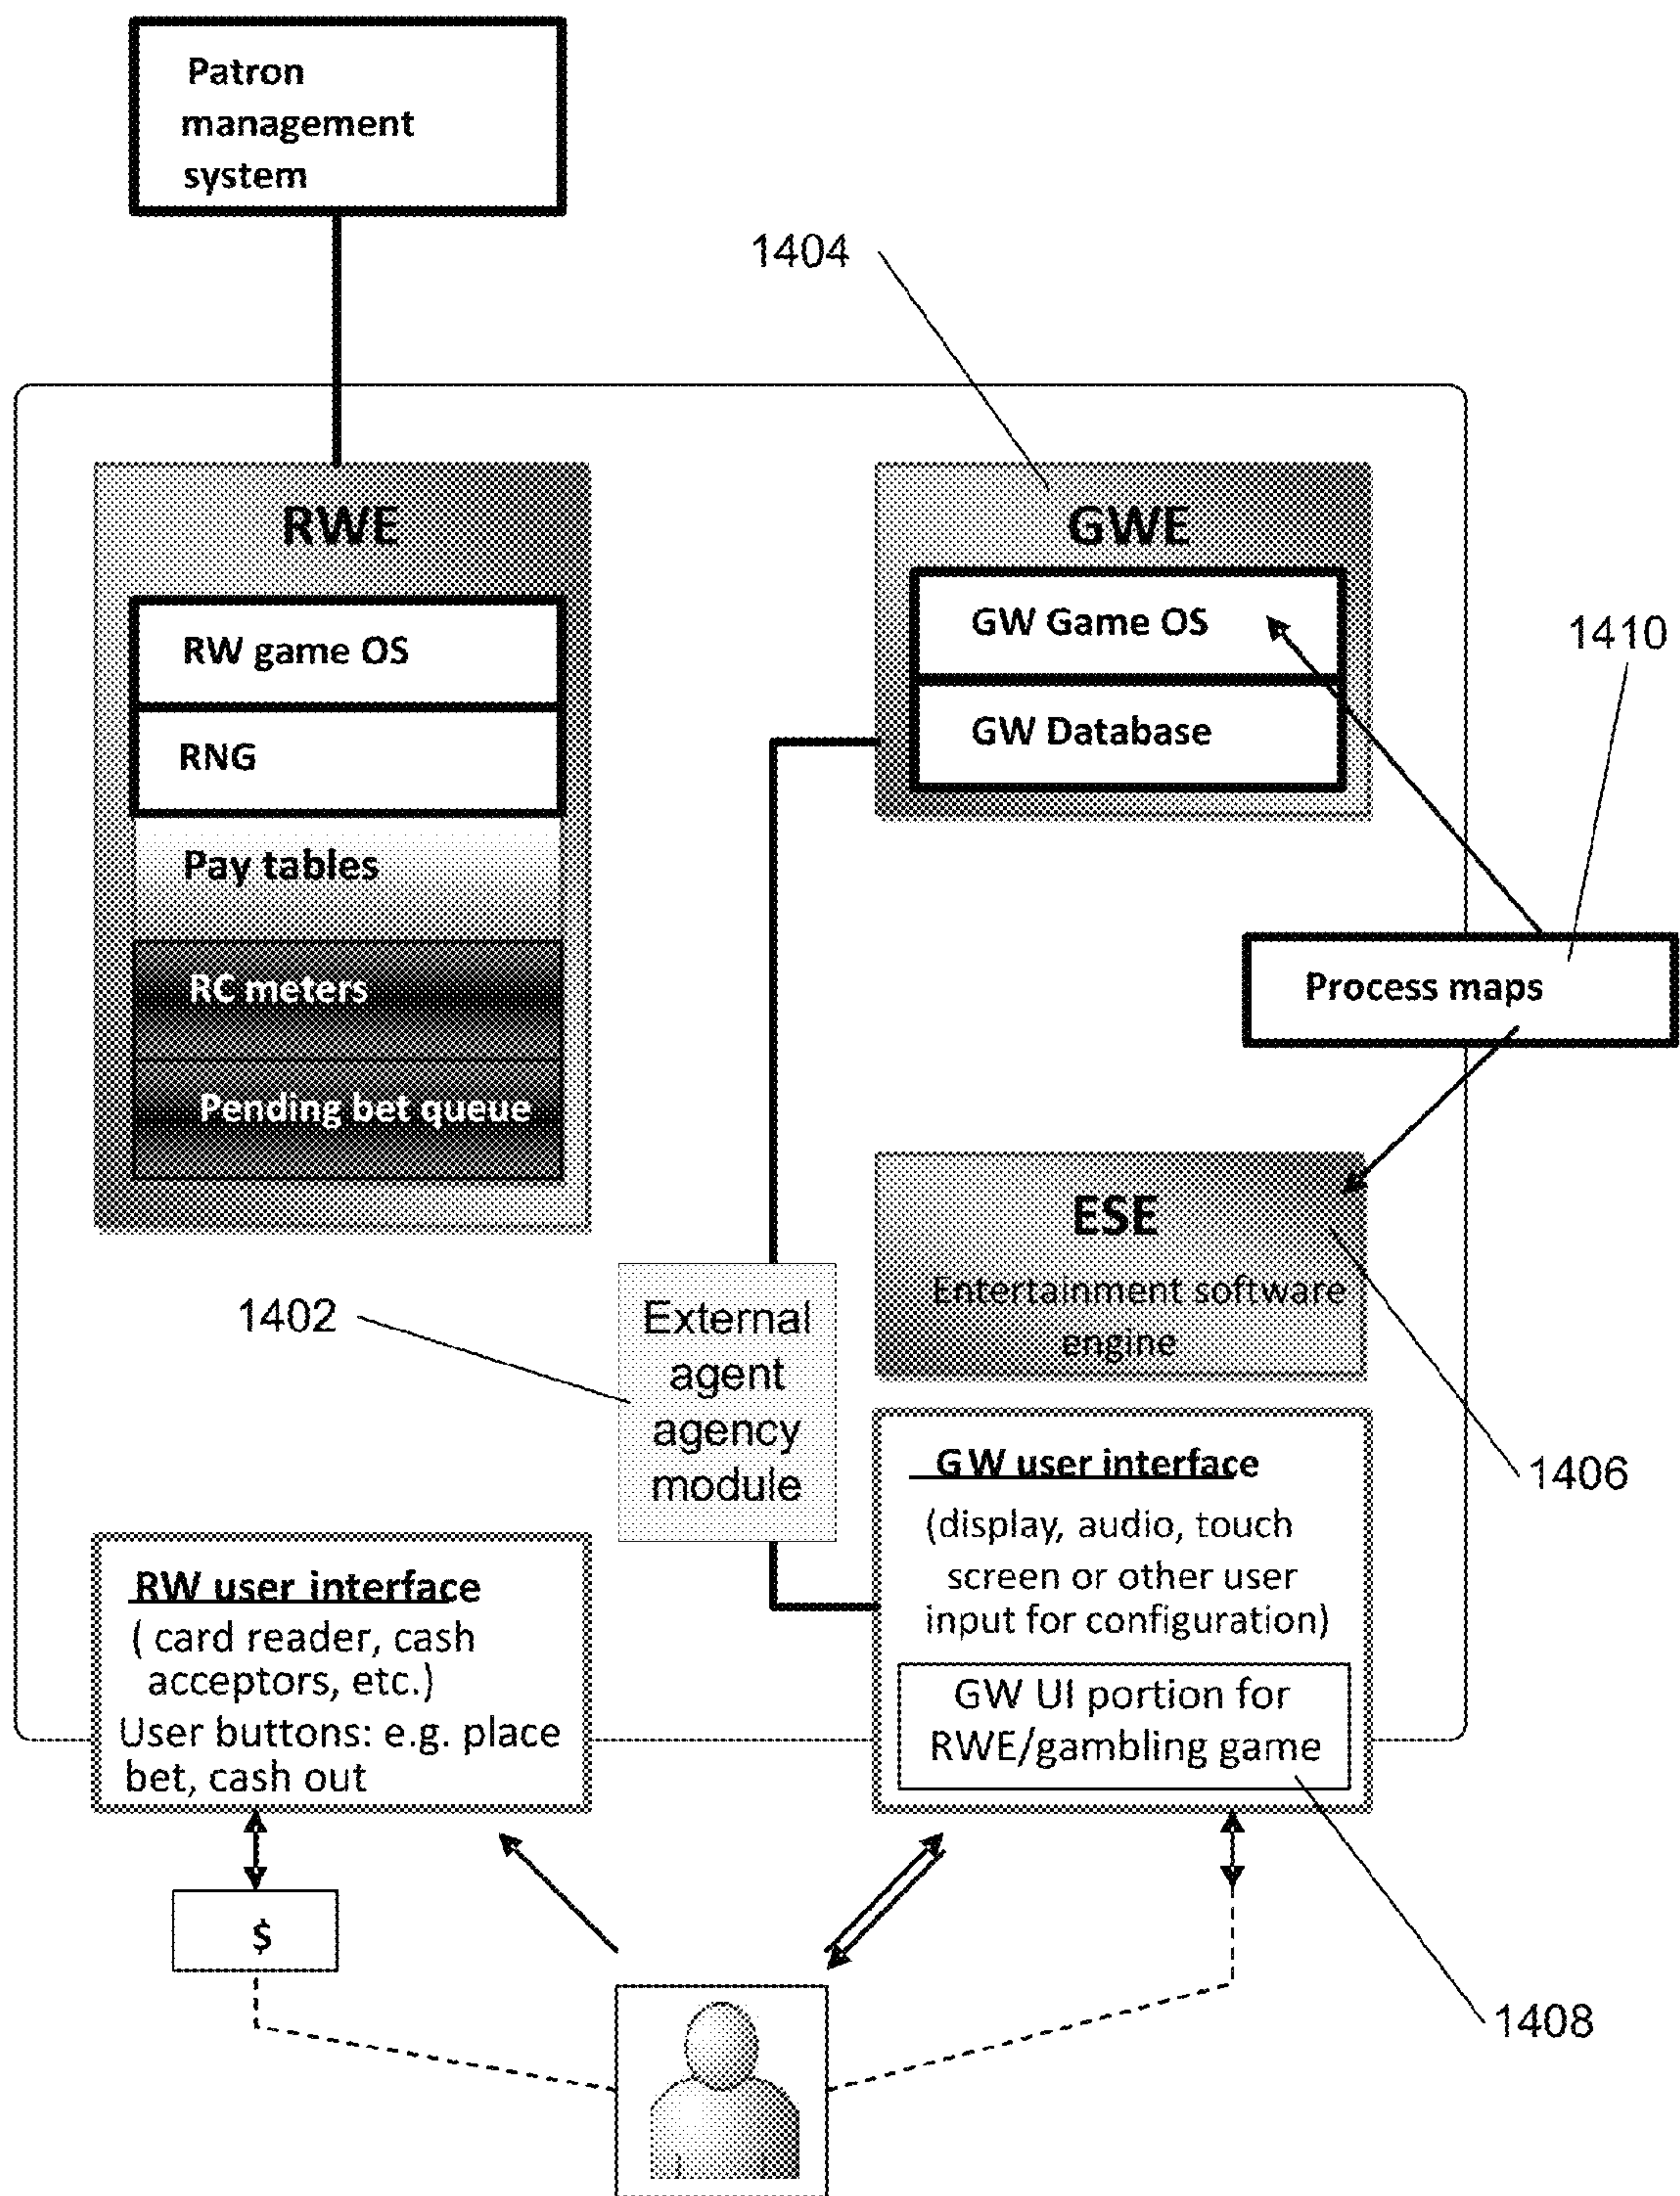 Patron
management
system
1404
RWE
RW game OS
RNG
Pay tables
RC meters
Pending bet queue
GWE
GW Game OS
GW Database
1410
Process maps
ESE
Entertainment software
engine
1402
External
agent
agency
module
1406
GW user interface
(display, audio, touch
screen or other user
input for configuration)
GW UI portion for
RWE/gambling game
RW user interface
( card reader, cash
acceptors, etc.)
User buttons: e.g. place
bet, cash out
$
1408